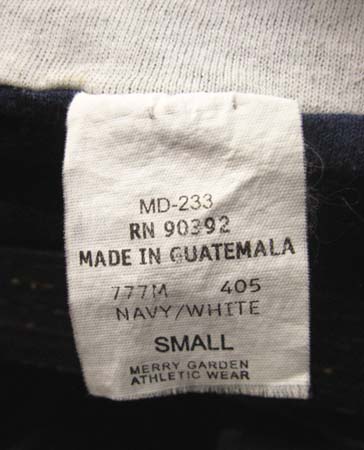 MD-233
RN 90392
MADE IN GUATEMALA
777M 405
NAVY/WHITE
SMALL
MERRY GARDEN
ATHLETIC WEAR